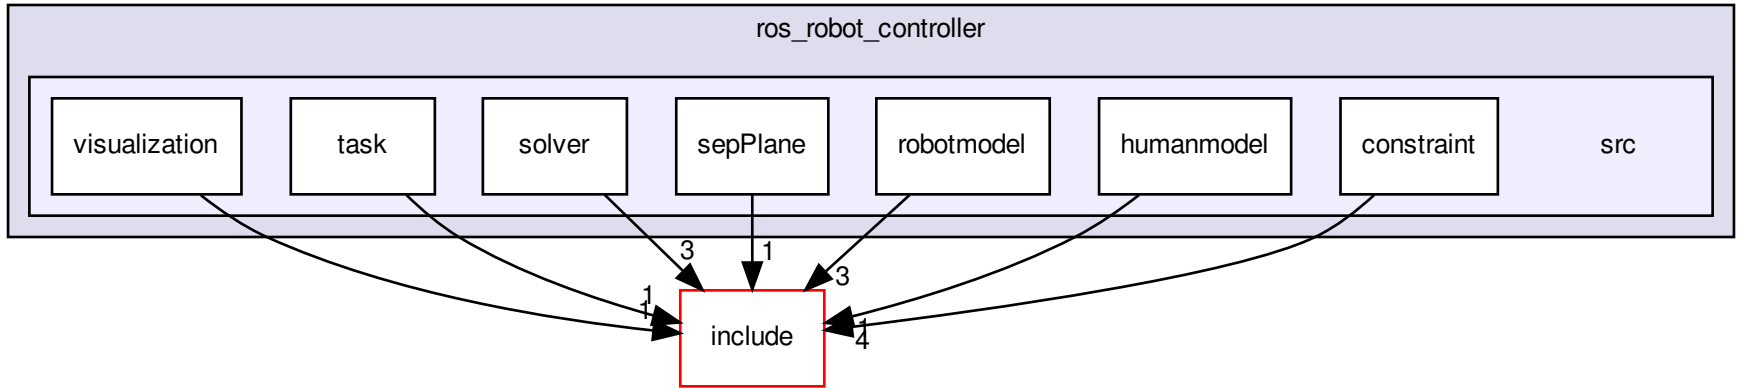 ros_robot_controller
visualization
task
solver
sepPlane
robotmodel
humanmodel
constraint
src
3
1
3
1
1
1
4
include